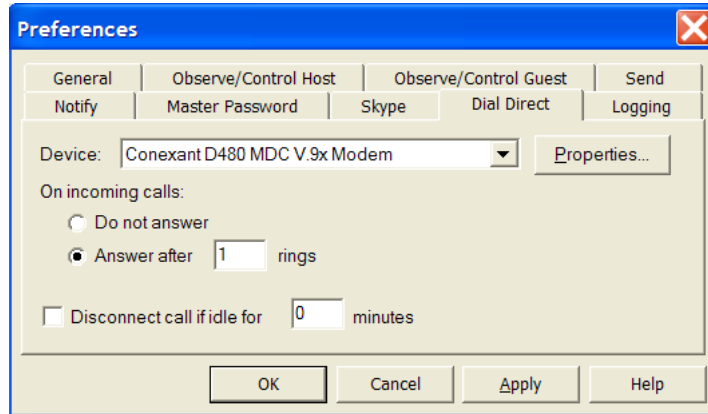 Preferences
General Observe/Control Host Observe/Control Guest Send
Notify Master Password Skype Dial Direct Logging
Device: Conexant D480 MDC V.9x Modem Properties...
On incoming calls:
Do not answer
Answer after 1 rings
Disconnect call if idle for 0 minutes
OK Cancel Apply Help